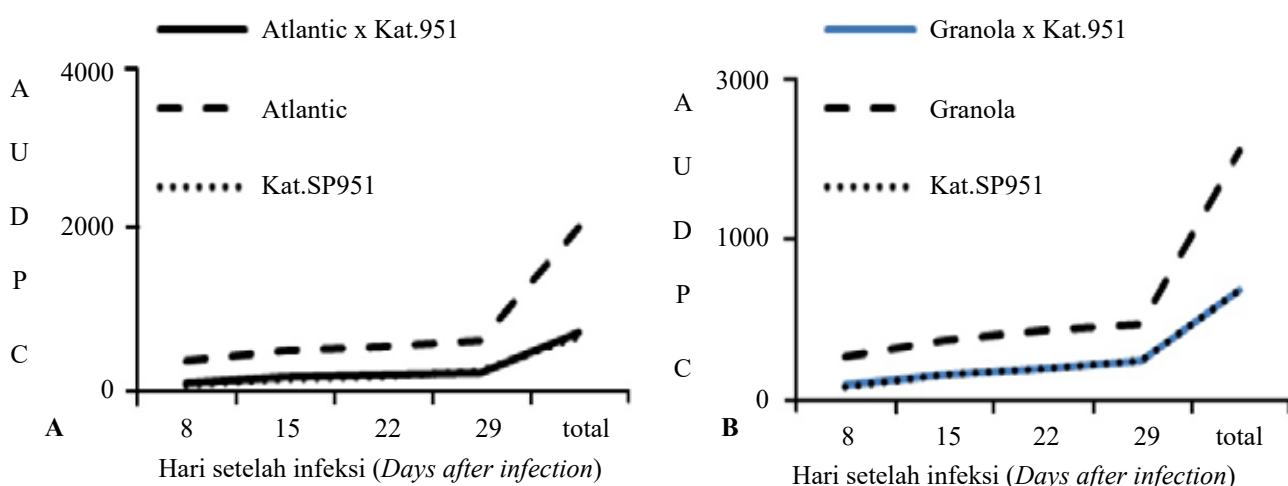 Atlantic x Kat.951
4000
Atlantic
Kat.SP951
2000
0
A
U
D
P
C
8 15 22 29 total
A
Hari setelah infeksi (Days after infection)
Granola x Kat.951
3000
Granola
Kat.SP951
1000
0
A
U
D
P
C
8 15 22 29 total
B
Hari setelah infeksi (Days after infection)